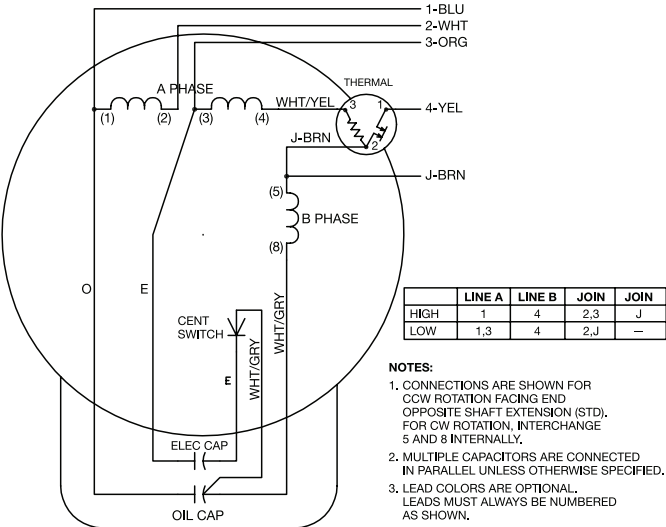 1-BLU
2-WHT
3-ORG
THERMAL
A PHASE
WHT/YEL
3
1
4-YEL
(1)
(2)
(3)
(4)
J-BRN
2
J-BRN
(5)
B PHASE
(8)
O
E
CENT
SWITCH
WHT/GRY
E
WHT/GRY
ELEC CAP
OIL CAP
LINE A LINE B JOIN JOIN
HIGH 1 4 2,3 J
LOW 1,3 4 2,J —
NOTES:
1. CONNECTIONS ARE SHOWN FOR
CCW ROTATION FACING END
OPPOSITE SHAFT EXTENSION (STD).
FOR CW ROTATION, INTERCHANGE
5 AND 8 INTERNALLY.
2. MULTIPLE CAPACITORS ARE CONNECTED
IN PARALLEL UNLESS OTHERWISE SPECIFIED.
3. LEAD COLORS ARE OPTIONAL.
LEADS MUST ALWAYS BE NUMBERED
AS SHOWN.